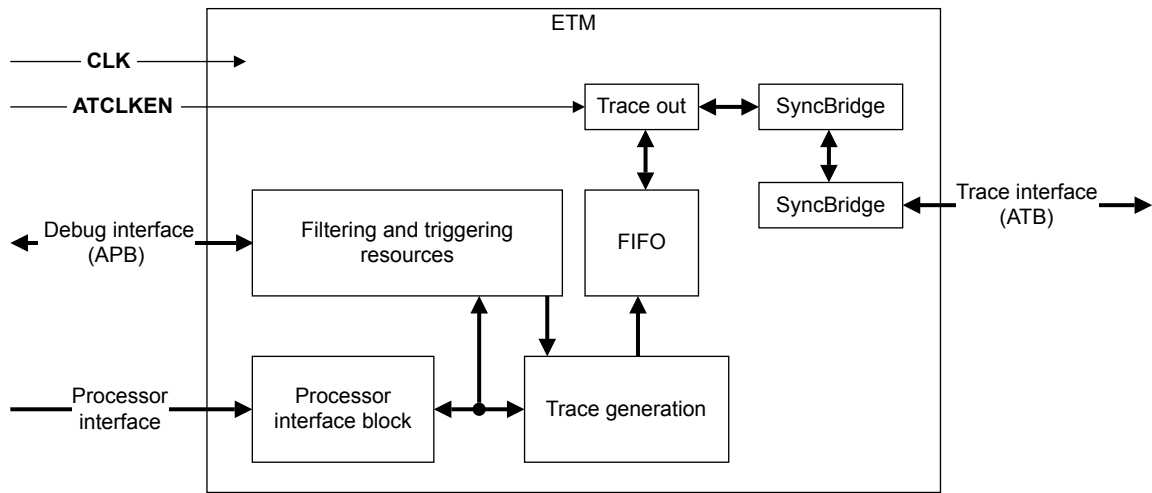 ETM
CLK
ATCLKEN
Trace out
SyncBridge
SyncBridge
Trace interface
(ATB)
Debug interface
(APB)
Filtering and triggering
resources
FIFO
Processor
interface
Processor
interface block
Trace generation